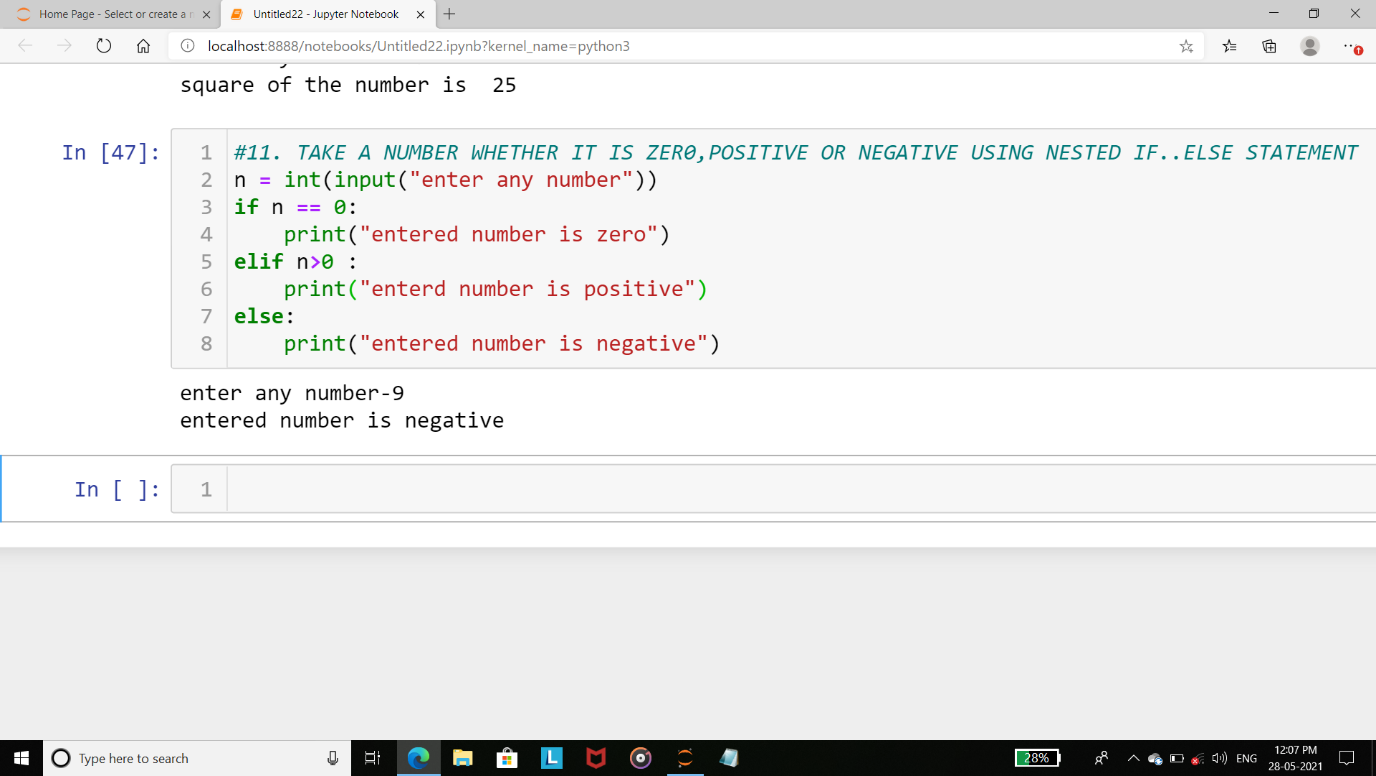 Home Page - Select or create a n
Untitled22 - Jupyter Notebook
localhost:8888/notebooks/Untitled22.ipynb?kernel_name=python3
square of the number is  25
In [47]:
1 #11. TAKE A NUMBER WHETHER IT IS ZER0,POSITIVE OR NEGATIVE USING NESTED IF..ELSE STATEMENT
2 n = int(input("enter any number"))
3 if n == 0:
4     print("entered number is zero")
5 elif n>0 :
6     print("enterd number is positive")
7 else:
8     print("entered number is negative")
enter any number-9
entered number is negative
In [ ]:
1
Type here to search
L
28%
ENG
12:07 PM
28-05-2021